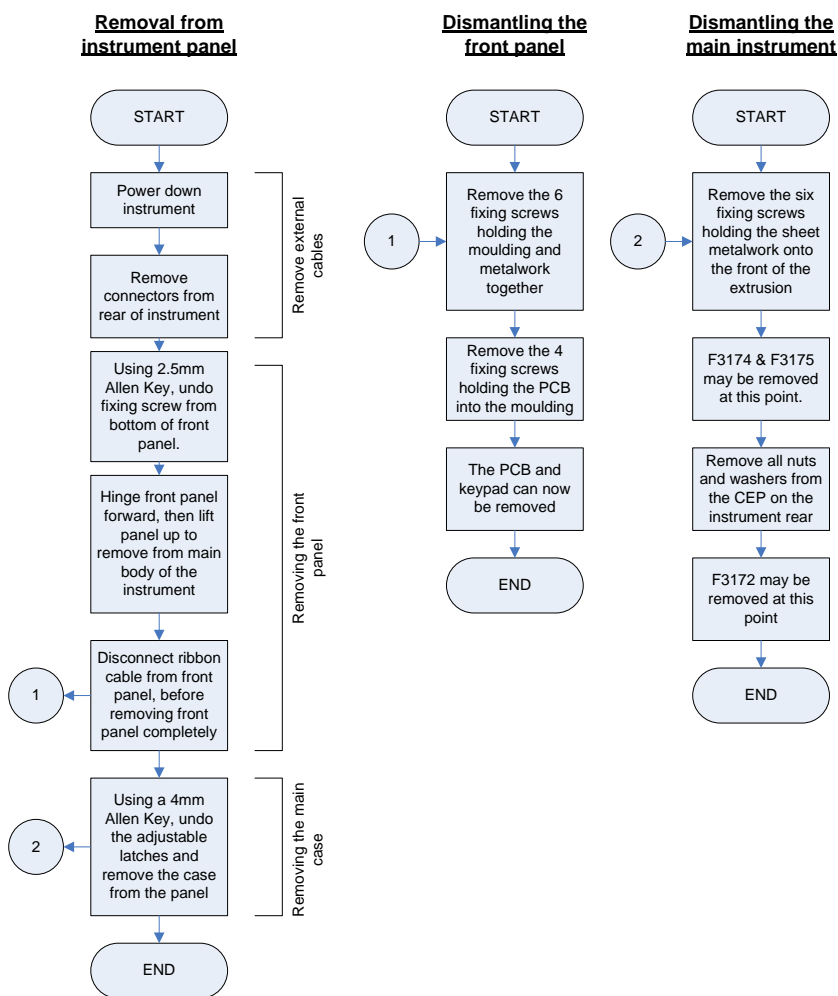 Removal from
instrument panel
START
Power down
instrument
Remove
connectors from
rear of instrument
Remove external
cables
Using 2.5mm
Allen Key, undo
fixing screw from
bottom of front
panel.
Hinge front panel
forward, then lift
panel up to
remove from main
body of the
instrument
Disconnect ribbon
cable from front
panel, before
removing front
panel completely
1
Removing the front
panel
Using a 4mm
Allen Key, undo
the adjustable
latches and
remove the case
from the panel
2
Removing the main
case
END
Dismantling the
front panel
START
1
Remove the 6
fixing screws
holding the
moulding and
metalwork
together
Remove the 4
fixing screws
holding the PCB
into the moulding
The PCB and
keypad can now
be removed
END
Dismantling the
main instrument
START
2
Remove the six
fixing screws
holding the sheet
metalwork onto
the front of the
extrusion
F3174 & F3175
may be removed
at this point.
Remove all nuts
and washers from
the CEP on the
instrument rear
F3172 may be
removed at this
point
END